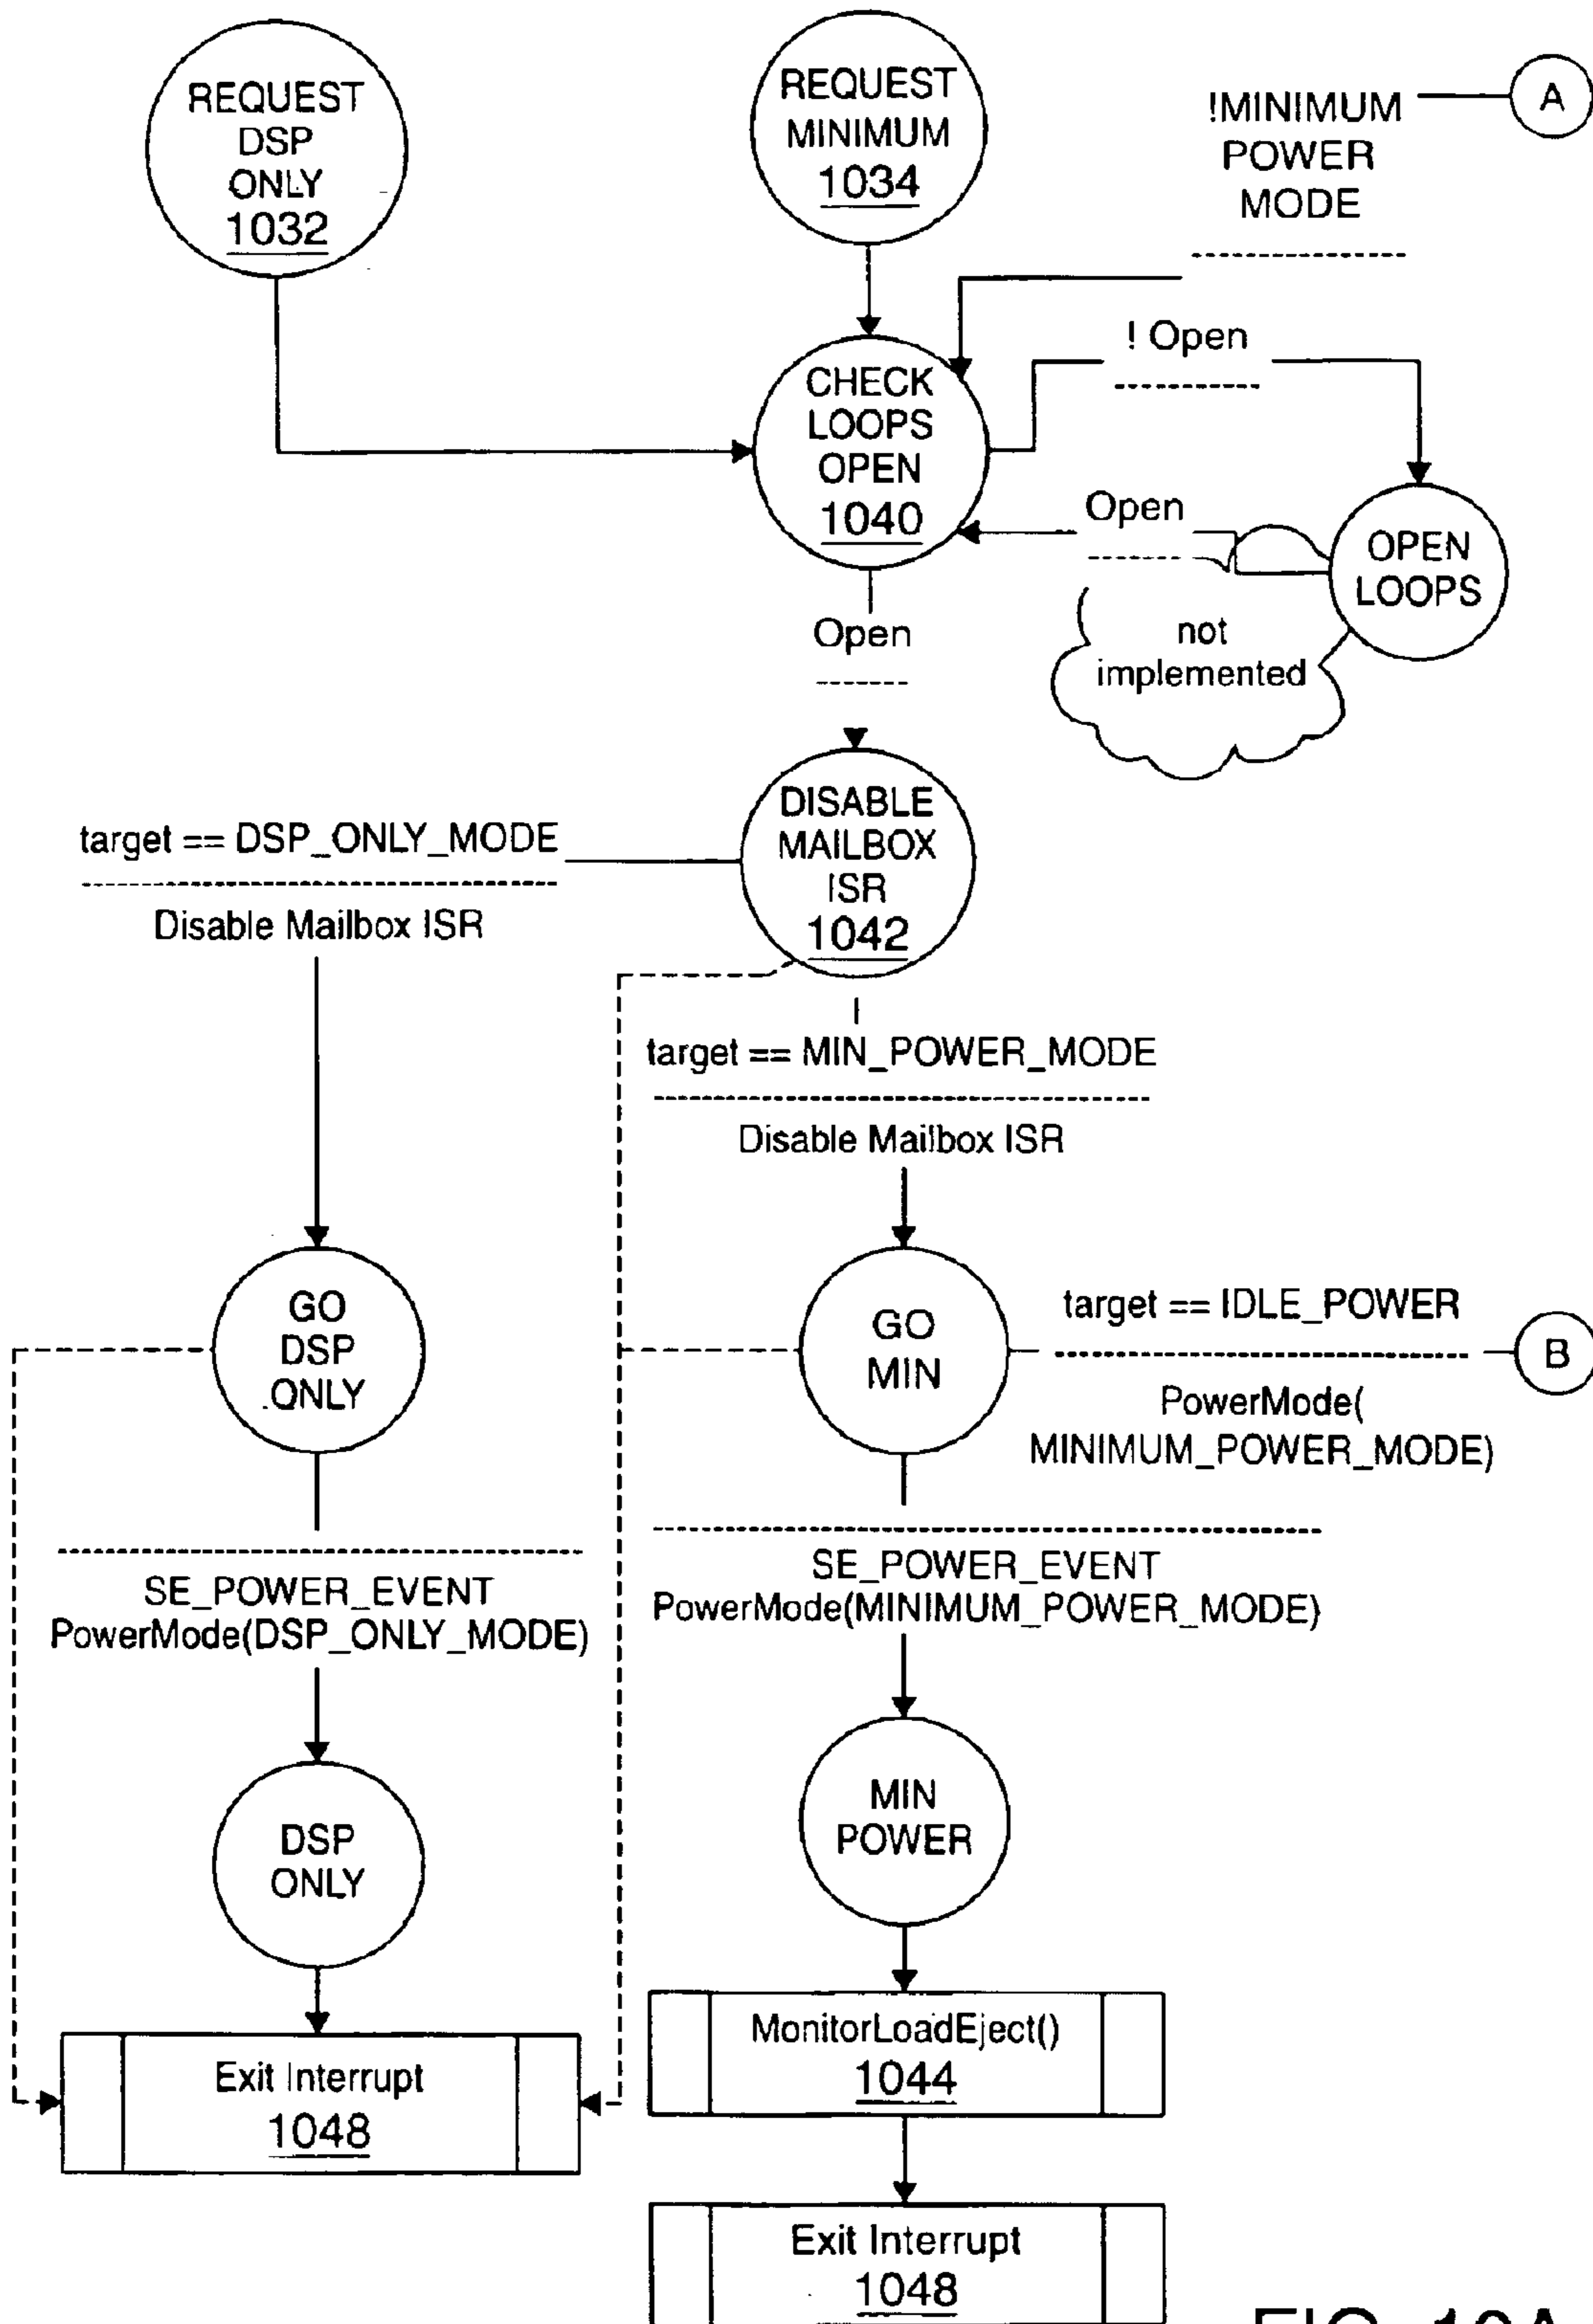 REQUEST
DSP
ONLY
1032
REQUEST
MINIMUM
1034
!MINIMUM
POWER
MODE
A
CHECK
LOOPS
OPEN
1040
! Open
Open
OPEN
LOOPS
not
implemented
Open
DISABLE
MAILBOX
ISR
1042
target == DSP_ONLY_MODE
Disable Mailbox ISR
target == MIN_POWER_MODE
Disable Mailbox ISR
GO
DSP
ONLY
GO
MIN
target == IDLE_POWER
B
PowerMode(
MINIMUM_POWER_MODE)
SE_POWER_EVENT
PowerMode(DSP_ONLY_MODE)
SE_POWER_EVENT
PowerMode(MINIMUM_POWER_MODE)
DSP
ONLY
MIN
POWER
Exit Interrupt
1048
MonitorLoadEject()
1044
Exit Interrupt
1048